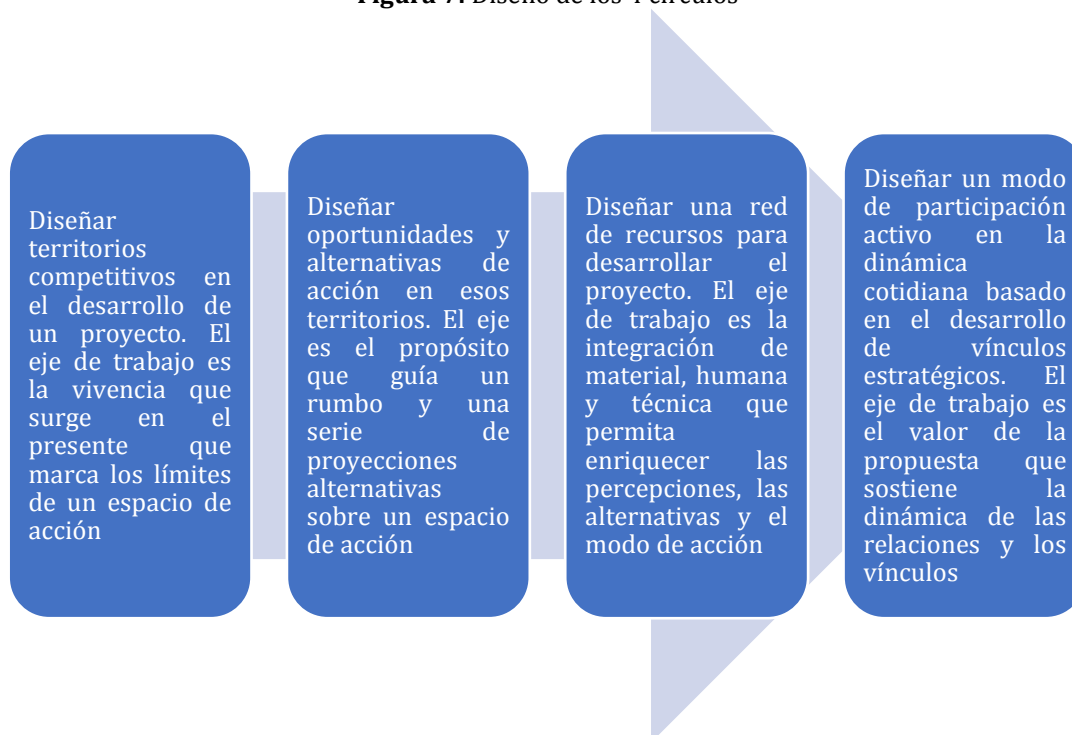 Figura 7. Diseño de los 4 círculos
Diseñar
territorios
competitivos en
el desarrollo de
un proyecto. El
eje de trabajo es
la vivencia que
surge en el
presente que
marca los límites
de un espacio de
acción
Diseñar
oportunidades y
alternativas de
acción en esos
territorios. El eje
es el propósito
que guía un
rumbo y una
serie de
proyecciones
alternativas
sobre un espacio
de acción
Diseñar una red
de recursos para
desarrollar el
proyecto. El eje
de trabajo es la
integración de
material, humana
y técnica que
permita
enriquecer las
percepciones, las
alternativas y el
modo de acción
Diseñar un modo
de participación
activo en la
dinámica
cotidiana basado
en el desarrollo
de vínculos
estratégicos. El
eje de trabajo es
el valor de la
propuesta que
sostiene la
dinámica de las
relaciones y los
vínculos